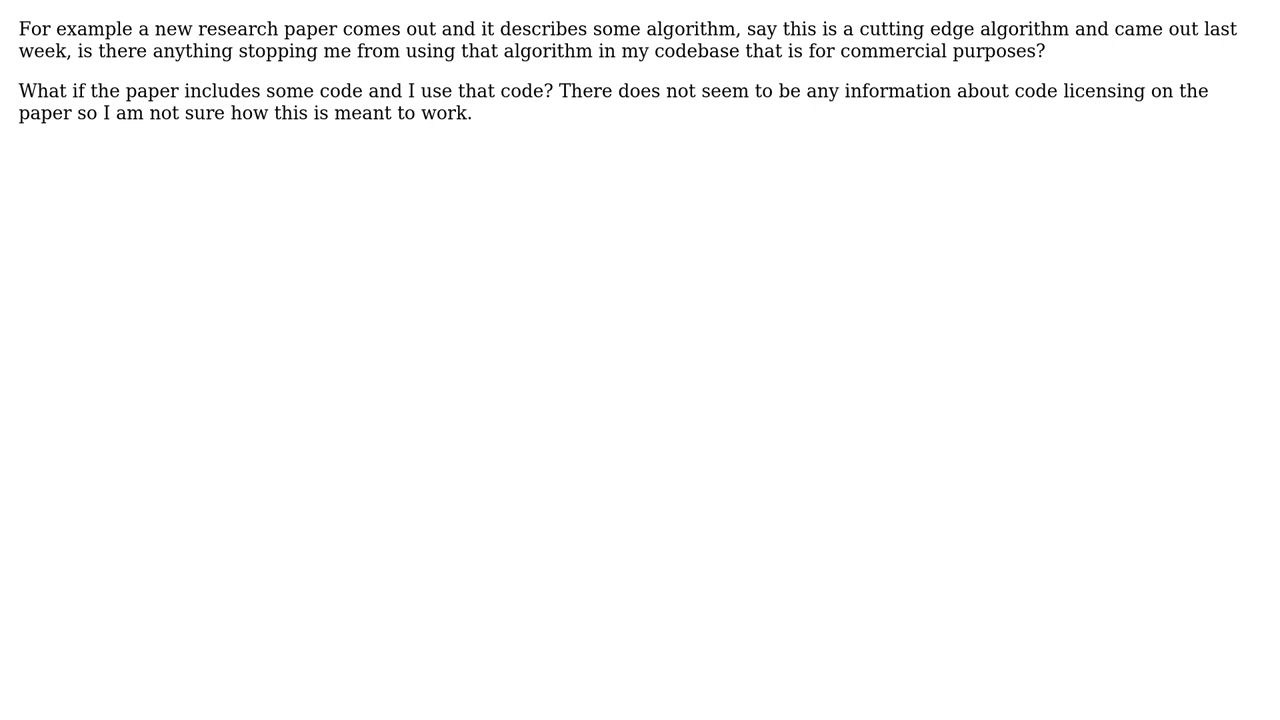 For example a new research paper comes out and it describes some algorithm, say this is a cutting edge algorithm and came out last
week, is there anything stopping me from using that algorithm in my codebase that is for commercial purposes?
What if the paper includes some code and I use that code? There does not seem to be any information about code licensing on the
paper so I am not sure how this is meant to work.